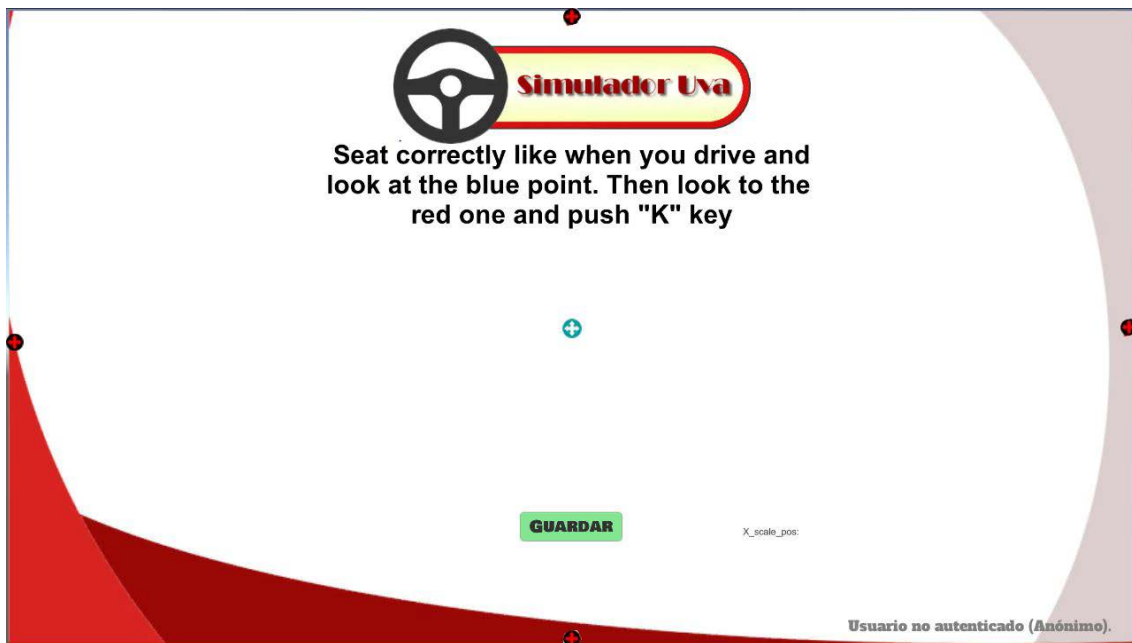 Simulador Uva
Seat correctly like when you drive and
look at the blue point. Then look to the
red one and push "K" key
GUARDAR
X_scale_pos:
Usuario no autenticado (Anónimo).